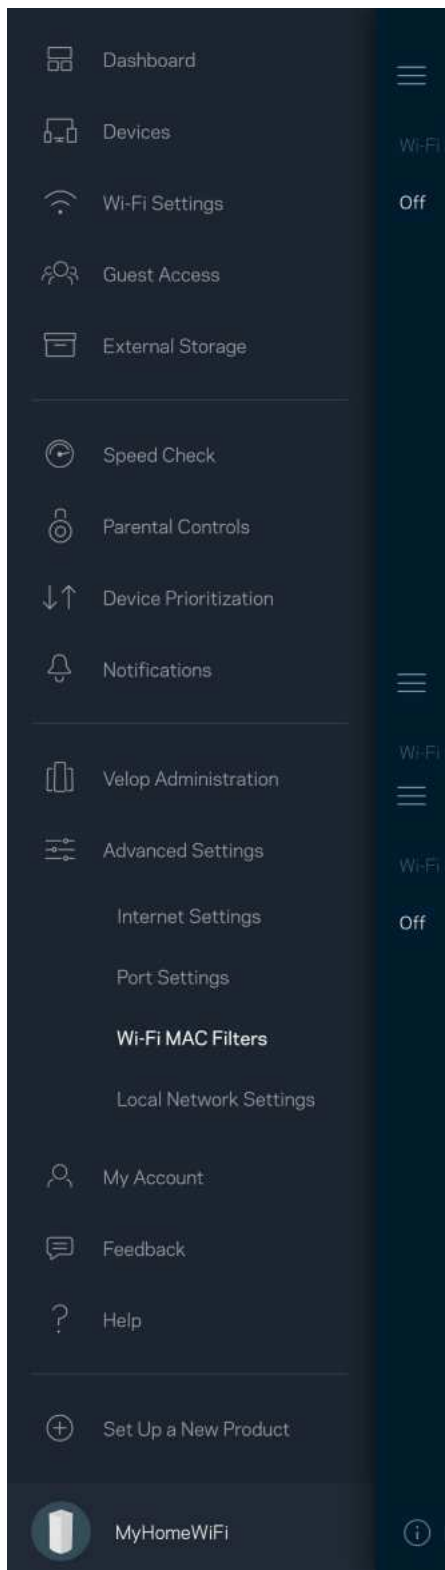 Dashboard
Devices
Wi-Fi Settings
Guest Access
External Storage
Speed Check
Parental Controls
Device Prioritization
Notifications
Velop Administration
Advanced Settings
Internet Settings
Port Settings
Wi-Fi MAC Filters
Local Network Settings
My Account
Feedback
Help
Set Up a New Product
MyHomeWiFi
Wi-Fi
Off
Wi-Fi
Wi-Fi
Off